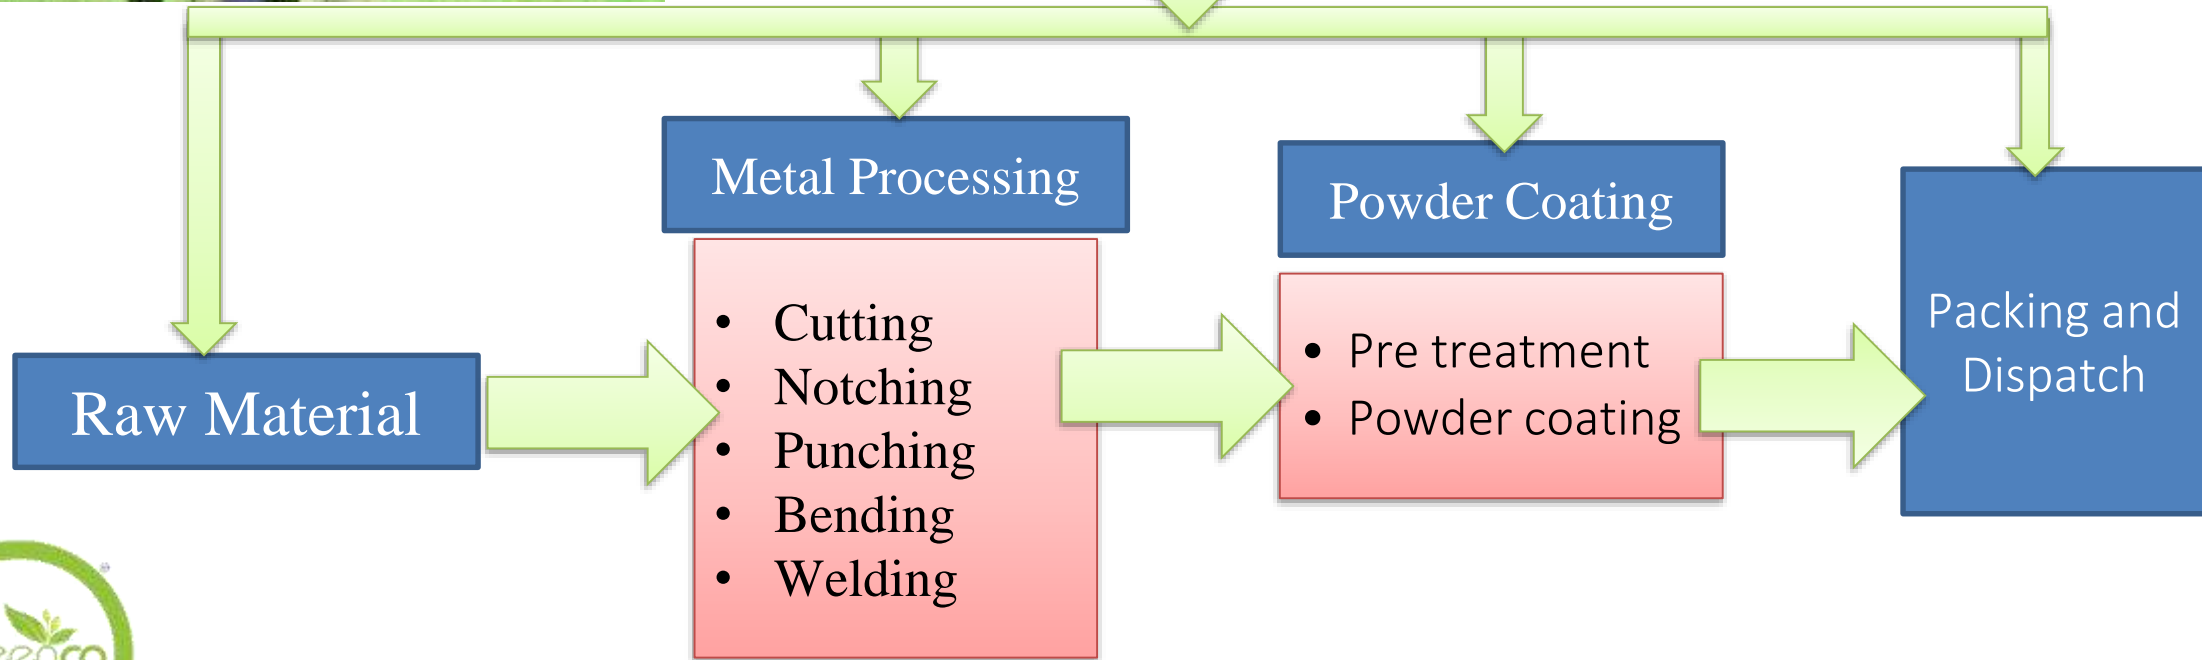 Metal Processing
Powder Coating
Packing and
Dispatch
Raw Material
• Cutting
• Notching
• Punching
• Bending
• Welding
• Pre treatment
• Powder coating